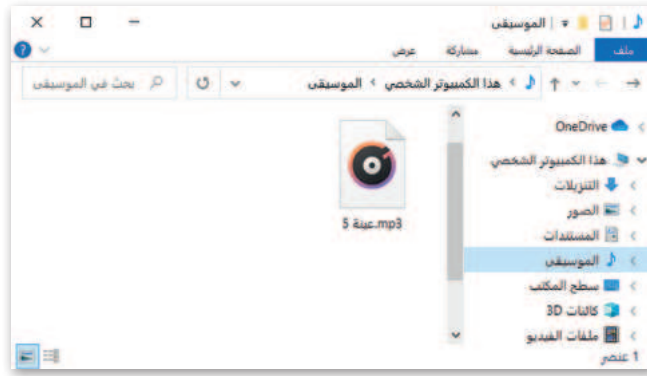 الموسيقى
ملف الصفحة الرئيسية مشاركة عرض
هذا الكمبيوتر الشخصي الموسيقى بحث في الموسيقى
OneDrive
هذا الكمبيوتر الشخصي
التنزيلات
الصور
المستندات
الموسيقى
سطح المكتب
كائنات 3D
ملفات الفيديو
عينة 5.mp3
1 عنصر